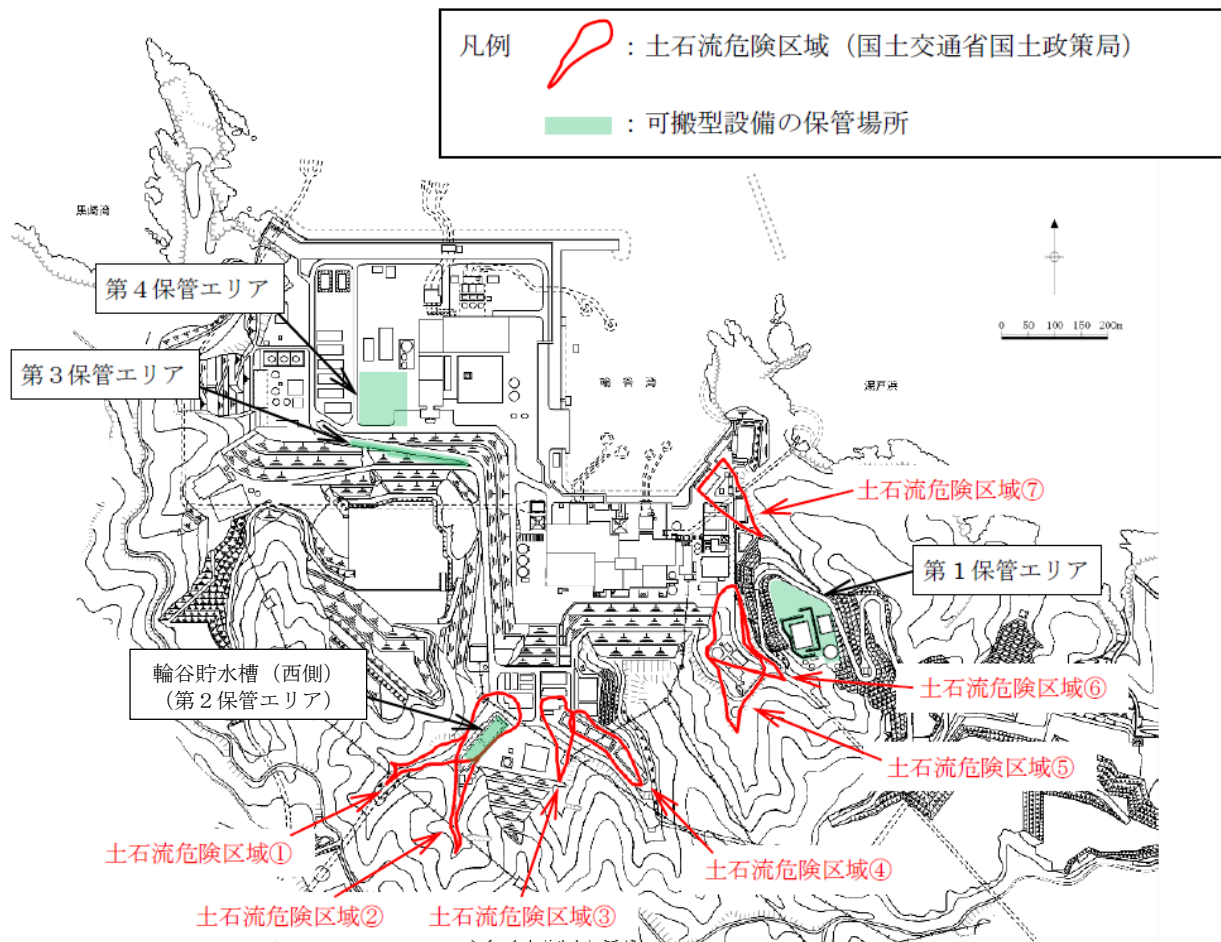 凡例
：土石流危険区域（国土交通省国土政策局）
：可搬型設備の保管場所
黒崎湾
第４保管エリア
0 50 100 150 200m
第３保管エリア
輪谷湾
瀬戸浜
土石流危険区域⑦
第１保管エリア
輪谷貯水槽（西側）
（第２保管エリア）
土石流危険区域⑥
土石流危険区域⑤
土石流危険区域①
土石流危険区域④
土石流危険区域②
土石流危険区域③